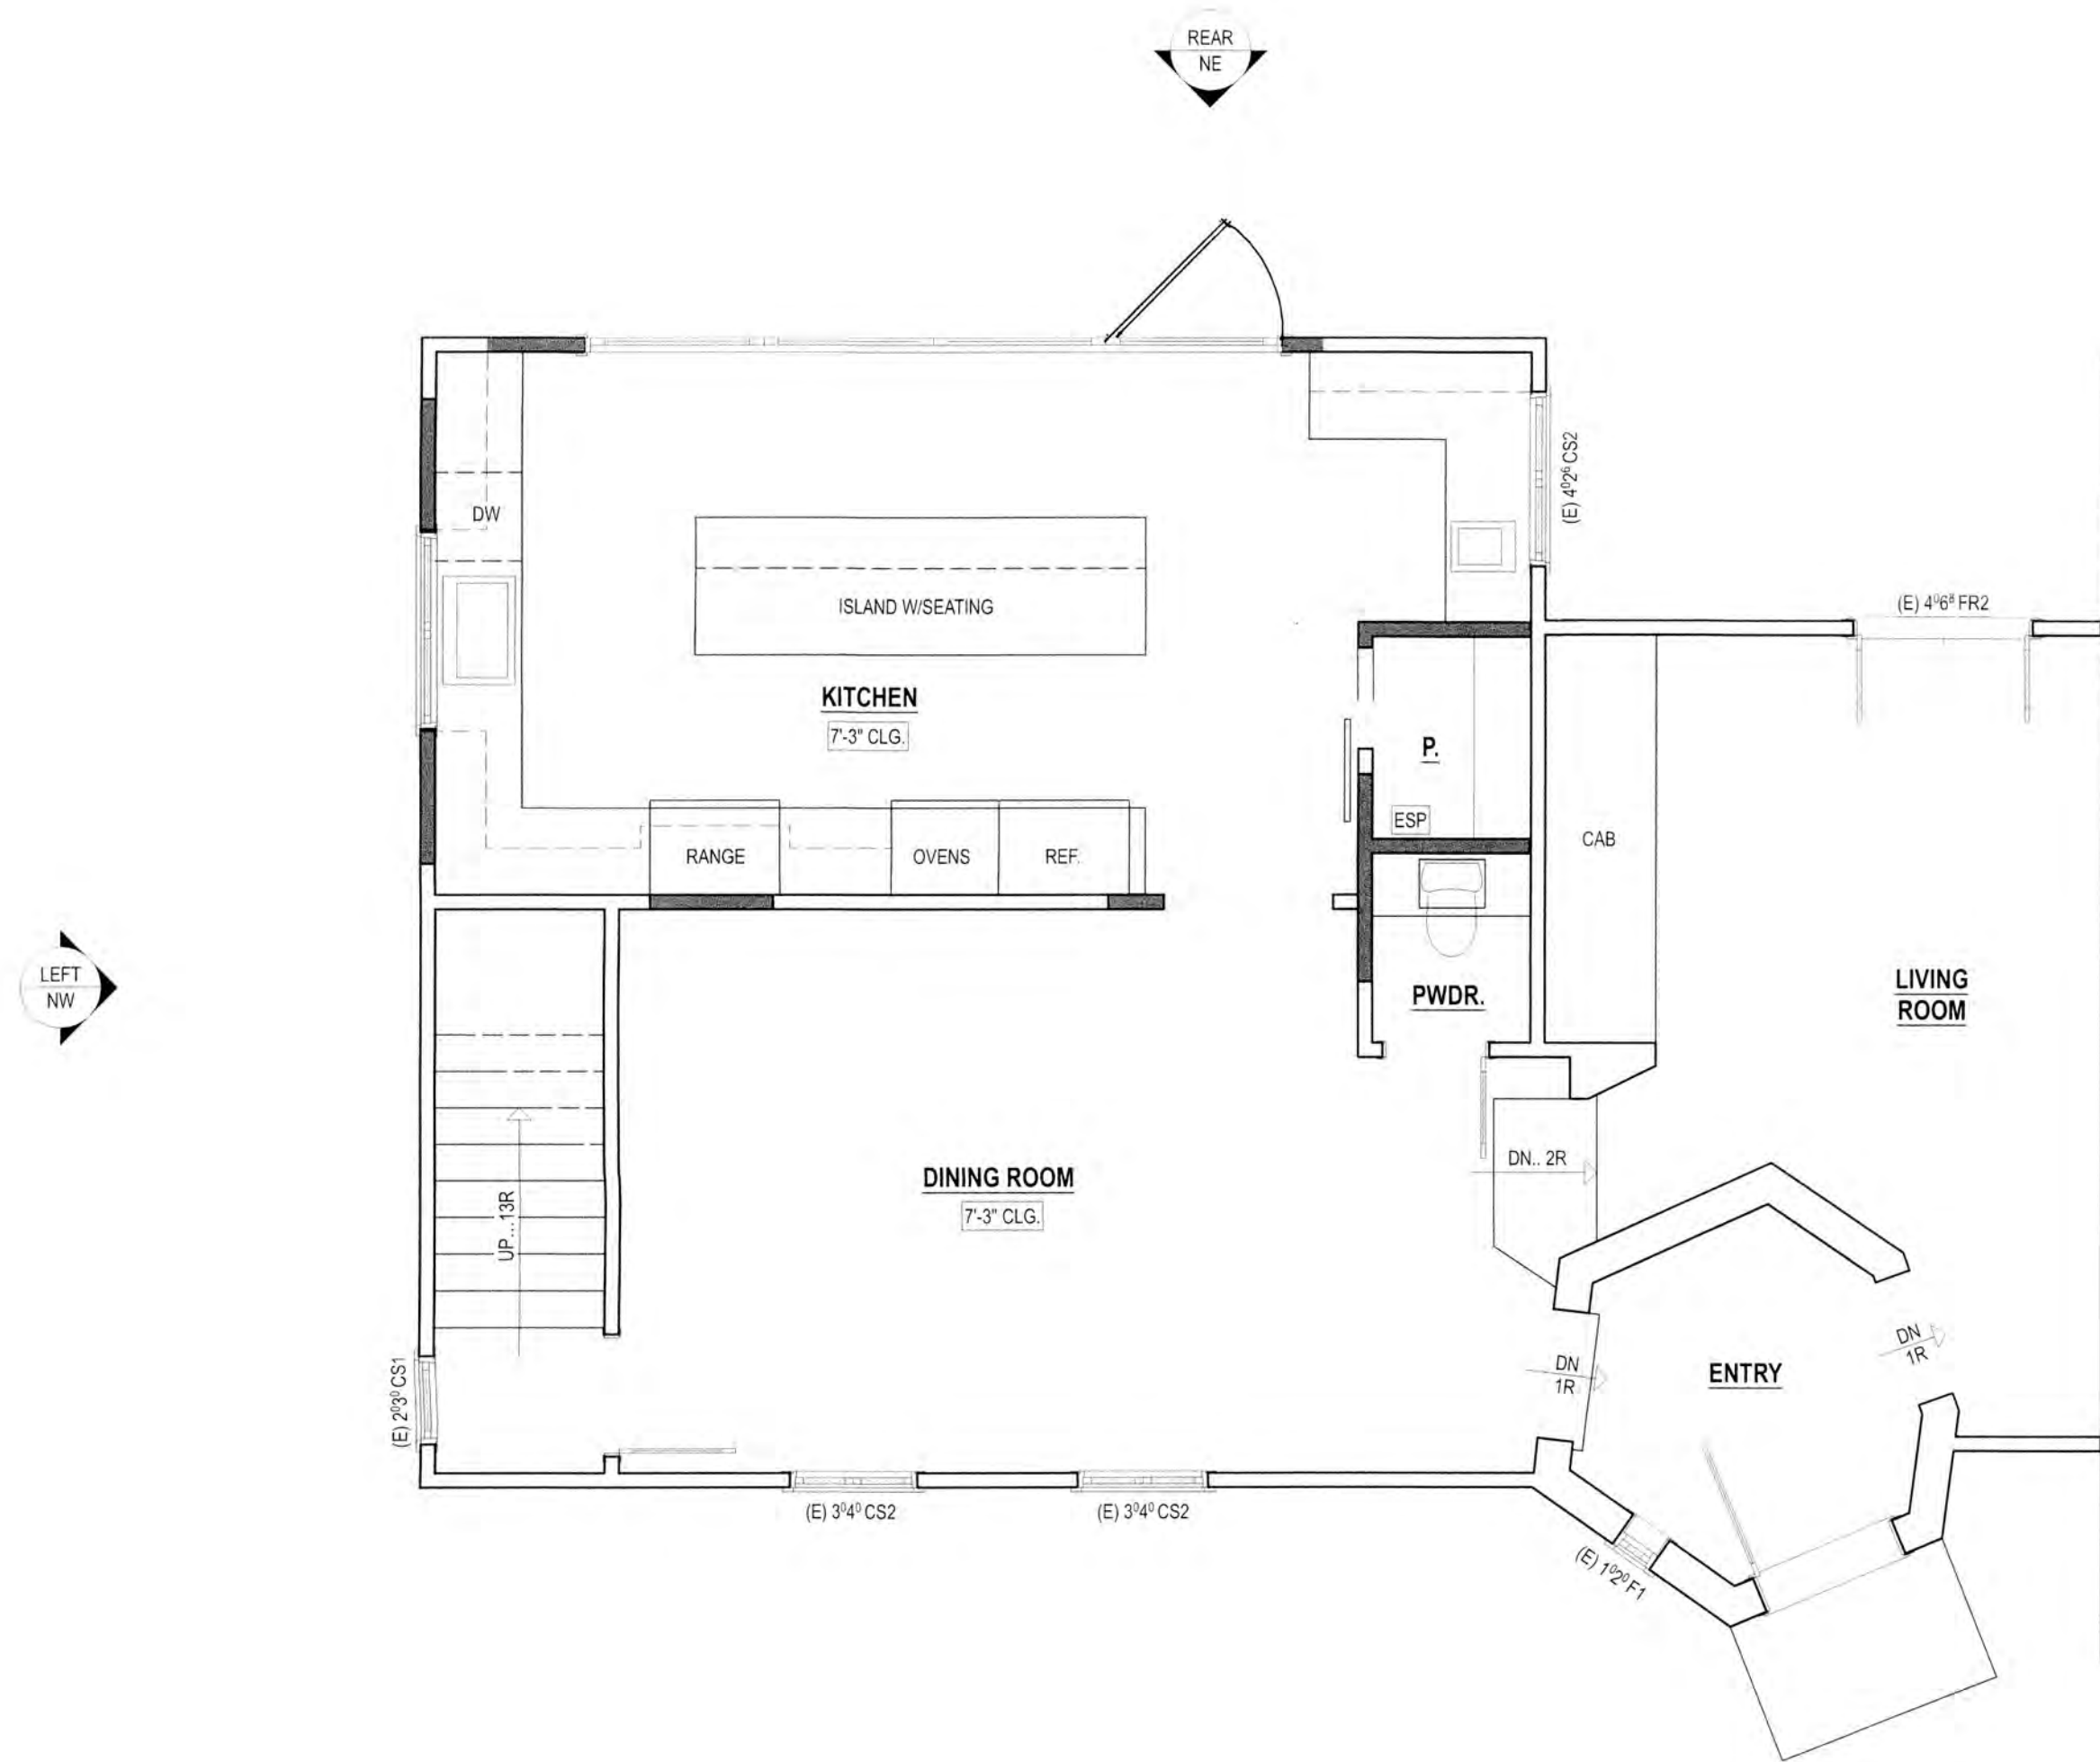 REAR
NE
(E) 4⁰2⁶ CS2
DW
ISLAND W/SEATING
(E) 4⁰6⁸ FR2
KITCHEN
7'-3" CLG.
P.
ESP
CAB
RANGE
OVENS
REF.
LEFT
NW
PWDR.
LIVING
ROOM
DN.. 2R
DINING ROOM
7'-3" CLG.
UP...13R
DN
1R
DN
1R
ENTRY
(E) 2⁰3⁰ CS1
(E) 3⁰4⁰ CS2
(E) 3⁰4⁰ CS2
(E) 1⁰2⁰ F1